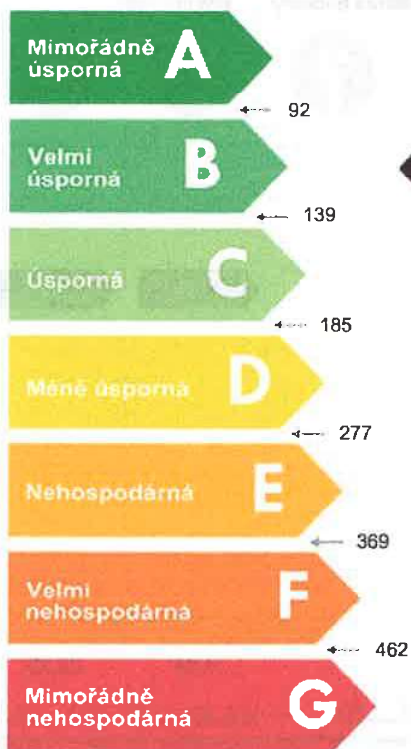 Mimořádně
úsporná A
92
Velmi
úsporná B
139
Úsporná C
185
Méně úsporná D
277
Nehospodárná E
369
Velmi
nehospodárná F
462
Mimořádně
nehospodárná G